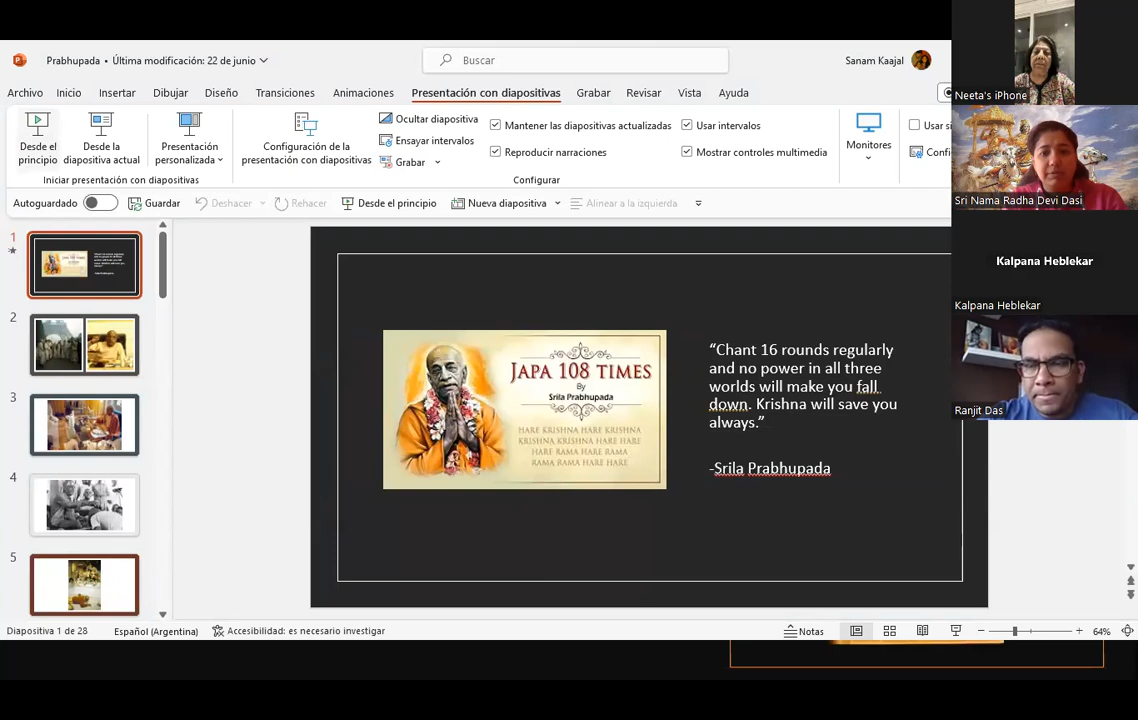 Prabhupada • Última modificación: 22 de junio
Buscar
Sanam Kaajal
Archivo Inicio Insertar Dibujar Diseño Transiciones Animaciones Presentación con diapositivas Grabar Revisar Vista Ayuda
Desde el principio
Desde la diapositiva actual
Presentación personalizada
Iniciar presentación con diapositivas
Configuración de la presentación con diapositivas
Ocultar diapositiva
Ensayar intervalos
Grabar
Mantener las diapositivas actualizadas
Reproducir narraciones
Usar intervalos
Mostrar controles multimedia
Configurar
Monitores
Usar
Autoguardado Guardar Deshacer Rehacer Desde el principio Nueva diapositiva Alinear a la izquierda
1
2
3
4
5
JAPA 108 TIMES
By
Srila Prabhupada
HARE KRISHNA HARE KRISHNA
KRISHNA KRISHNA HARE HARE
HARE RAMA HARE RAMA
RAMA RAMA HARE HARE
“Chant 16 rounds regularly
and no power in all three
worlds will make you fall
down. Krishna will save you
always.”
-Srila Prabhupada
Neeta's iPhone
Sri Nama Radha Devi Dasi
Kalpana Heblekar
Kalpana Heblekar
Ranjit Das
Diapositiva 1 de 28 Español (Argentina) Accesibilidad: es necesario investigar Notas 64%